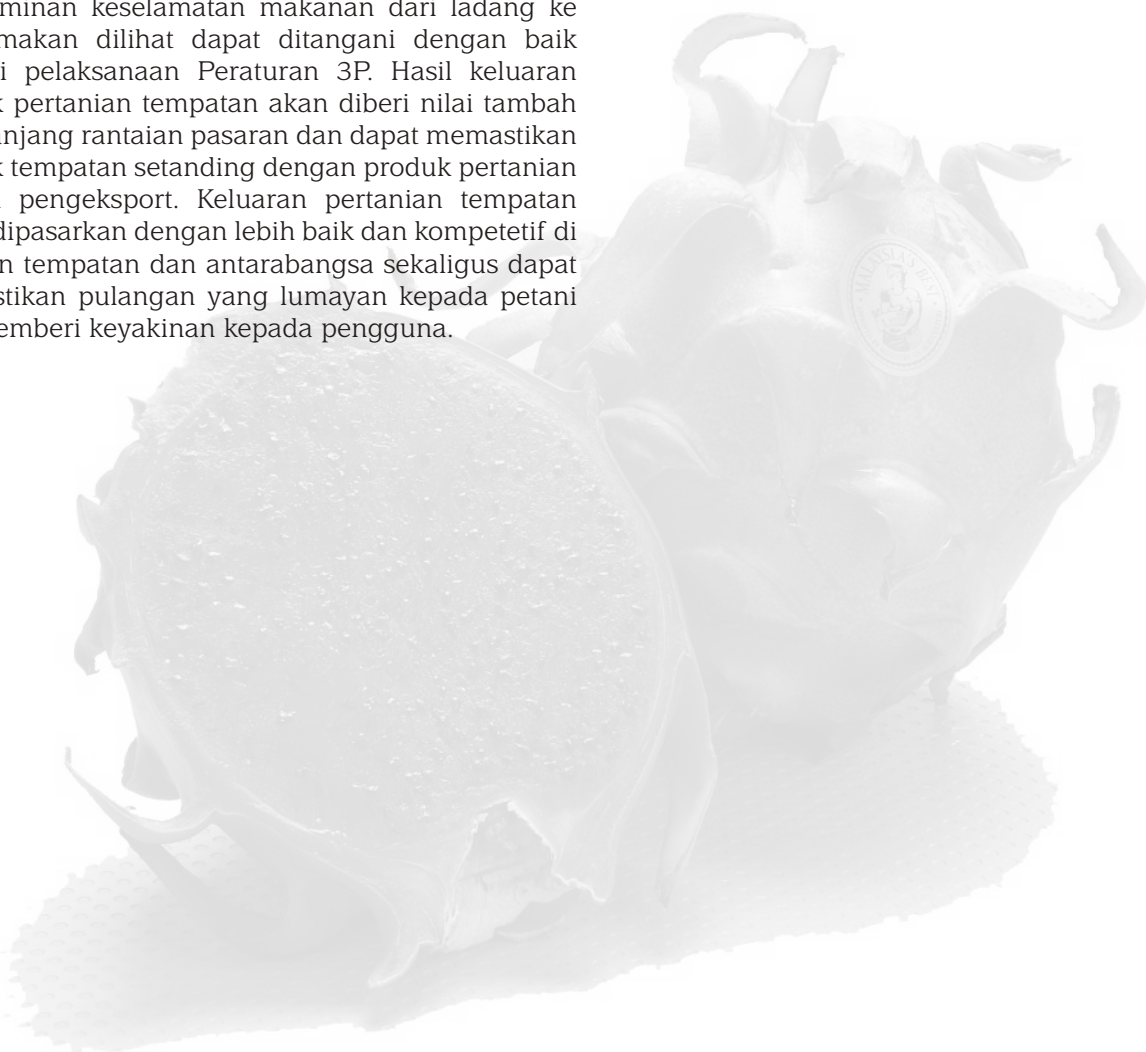 minan keselamatan makanan dari ladang ke
makan dilihat dapat ditangani dengan baik
i pelaksanaan Peraturan 3P. Hasil keluaran
k pertanian tempatan akan diberi nilai tambah
anjang rantaian pasaran dan dapat memastikan
k tempatan setanding dengan produk pertanian
pengeksport. Keluaran pertanian tempatan
dipasarkan dengan lebih baik dan kompetetif di
n tempatan dan antarabangsa sekaligus dapat
stikan pulangan yang lumayan kepada petani
emberi keyakinan kepada pengguna.
MALAYSIA'S BEST